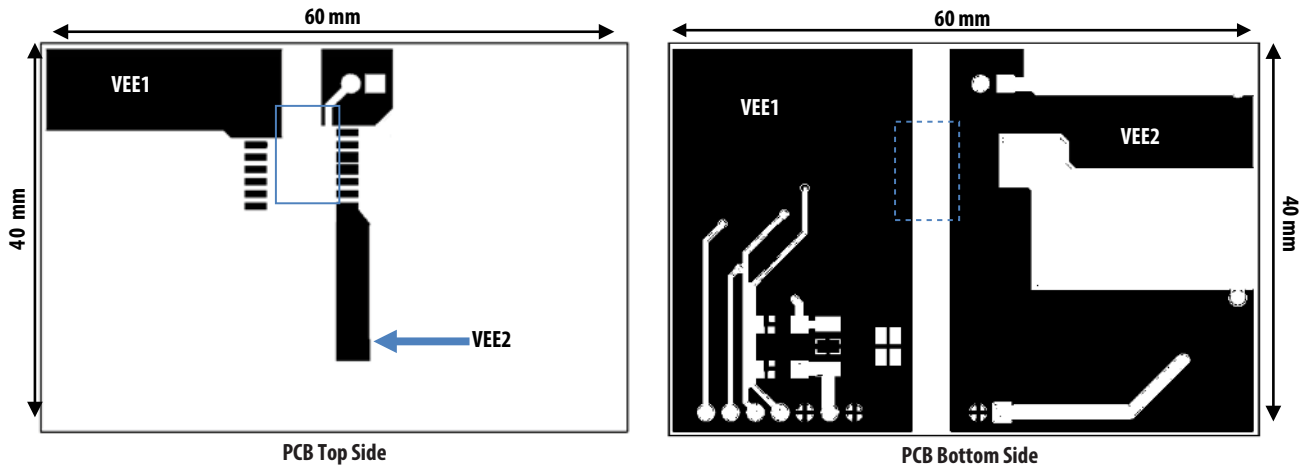 60 mm
VEE1
40 mm
VEE2
PCB Top Side
60 mm
VEE1
VEE2
40 mm
PCB Bottom Side